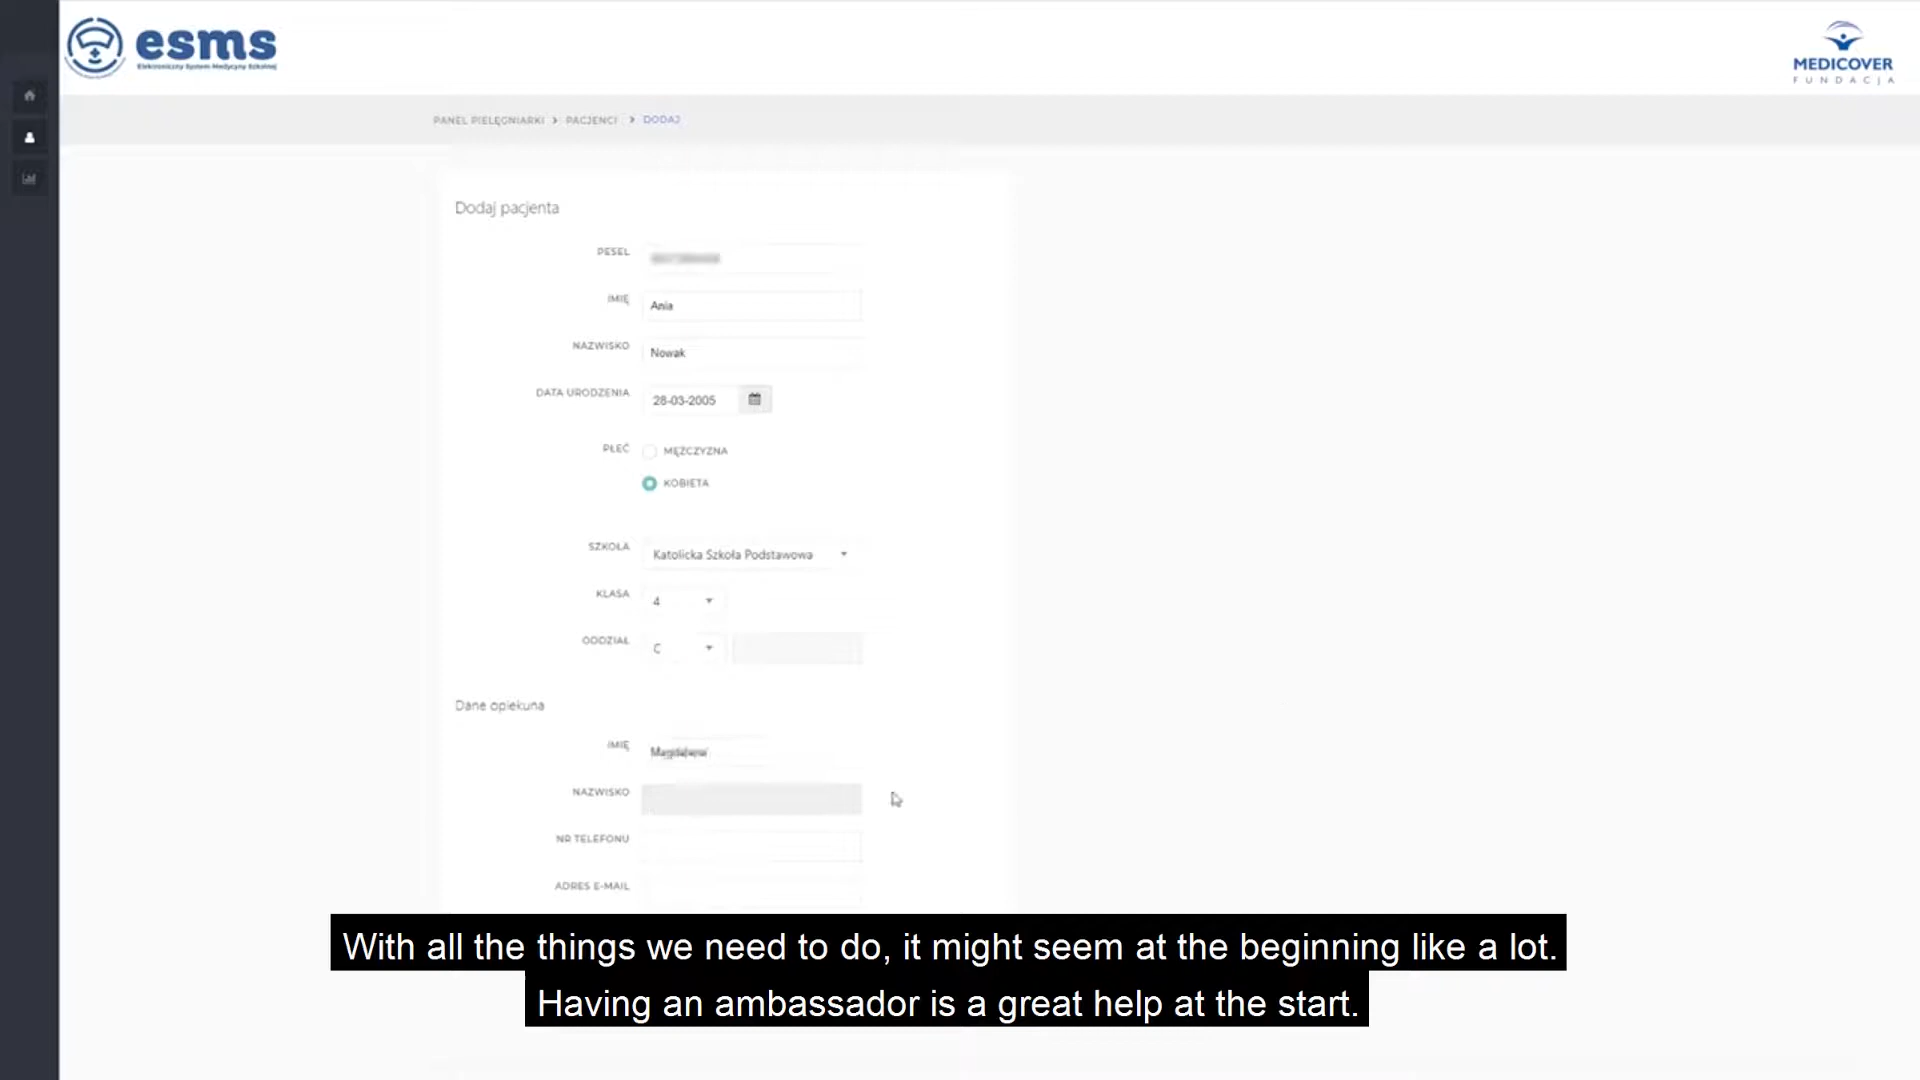 esms
Elektroniczny System Medycyny Szkolnej
MEDICOVER
FUNDACJA
PANEL PIELĘGNIARKI > PACJENCI > DODAJ
Dodaj pacjenta
PESEL
IMIĘ Ania
NAZWISKO Nowak
DATA URODZENIA 28-03-2005
PŁEĆ MĘŻCZYZNA
KOBIETA
SZKOŁA Katolicka Szkoła Podstawowa
KLASA 4
ODDZIAŁ C
Dane opiekuna
IMIĘ Magdalena
NAZWISKO
NR TELEFONU
ADRES E-MAIL
With all the things we need to do, it might seem at the beginning like a lot.
Having an ambassador is a great help at the start.